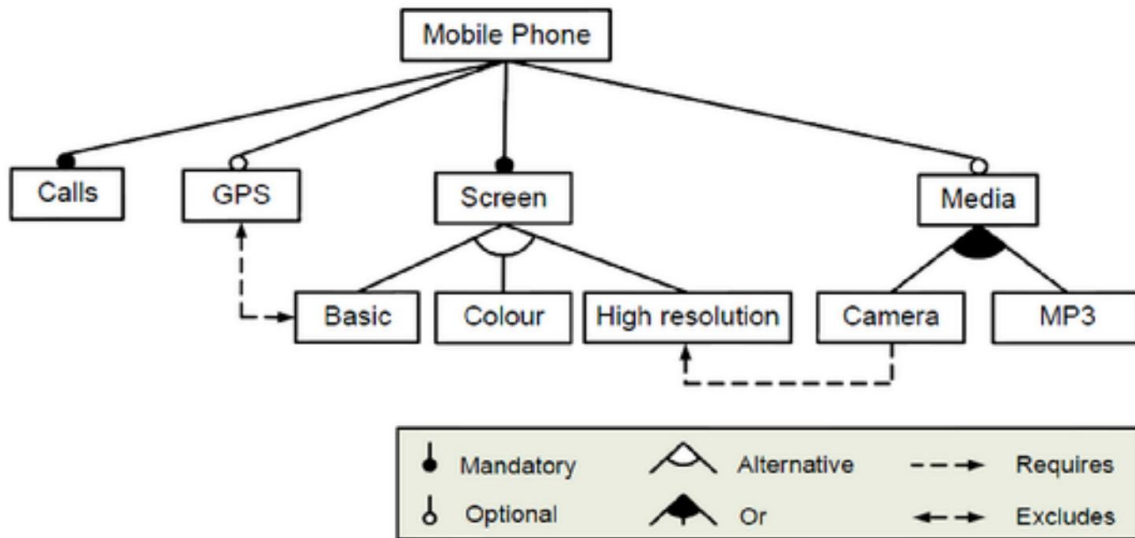 Mobile Phone
Calls
GPS
Screen
Media
Basic
Colour
High resolution
Camera
MP3
Mandatory
Alternative
Requires
Optional
Or
Excludes